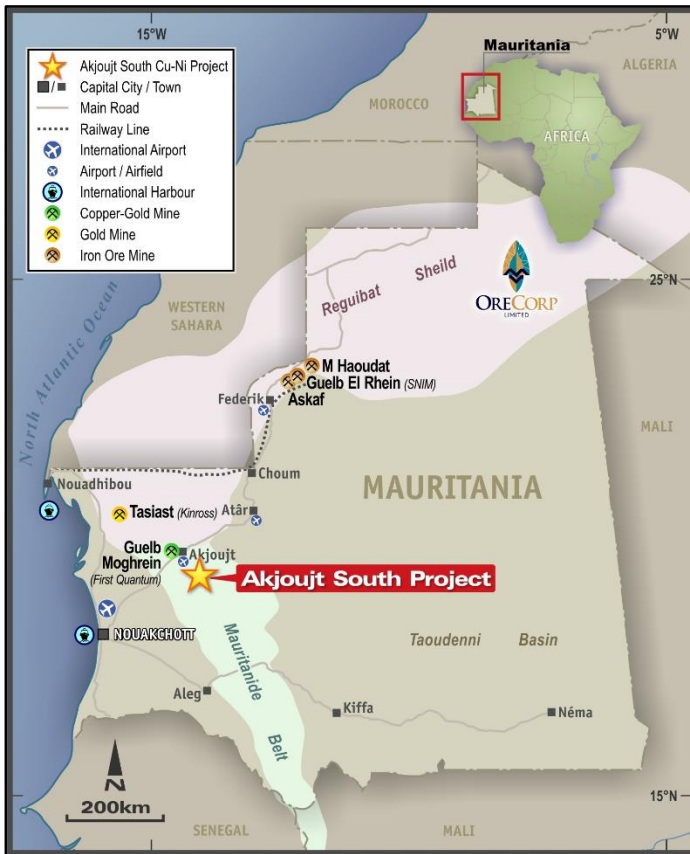 15°W
5°W
Akjoujt South Cu-Ni Project
Capital City / Town
Main Road
Railway Line
International Airport
Airport / Airfield
International Harbour
Copper-Gold Mine
Gold Mine
Iron Ore Mine
Mauritania
ALGERIA
MOROCCO
AFRICA
North Atlantic Ocean
WESTERN
SAHARA
Reguibat Sheild
ORECORP
LIMITED
25°N
M Haoudat
Guelb El Rhein (SNIM)
Askaf
Federik
MALI
Choum
Nouadhibou
MAURITANIA
Tasiast (Kinross)
Atâr
Guelb
Moghrein
(First Quantum)
Akjoujt
Akjoujt South Project
NOUAKCHOTT
Taoudenni Basin
Mauritanide
Belt
Aleg
Kiffa
Néma
N
200km
15°N
SENEGAL
MALI